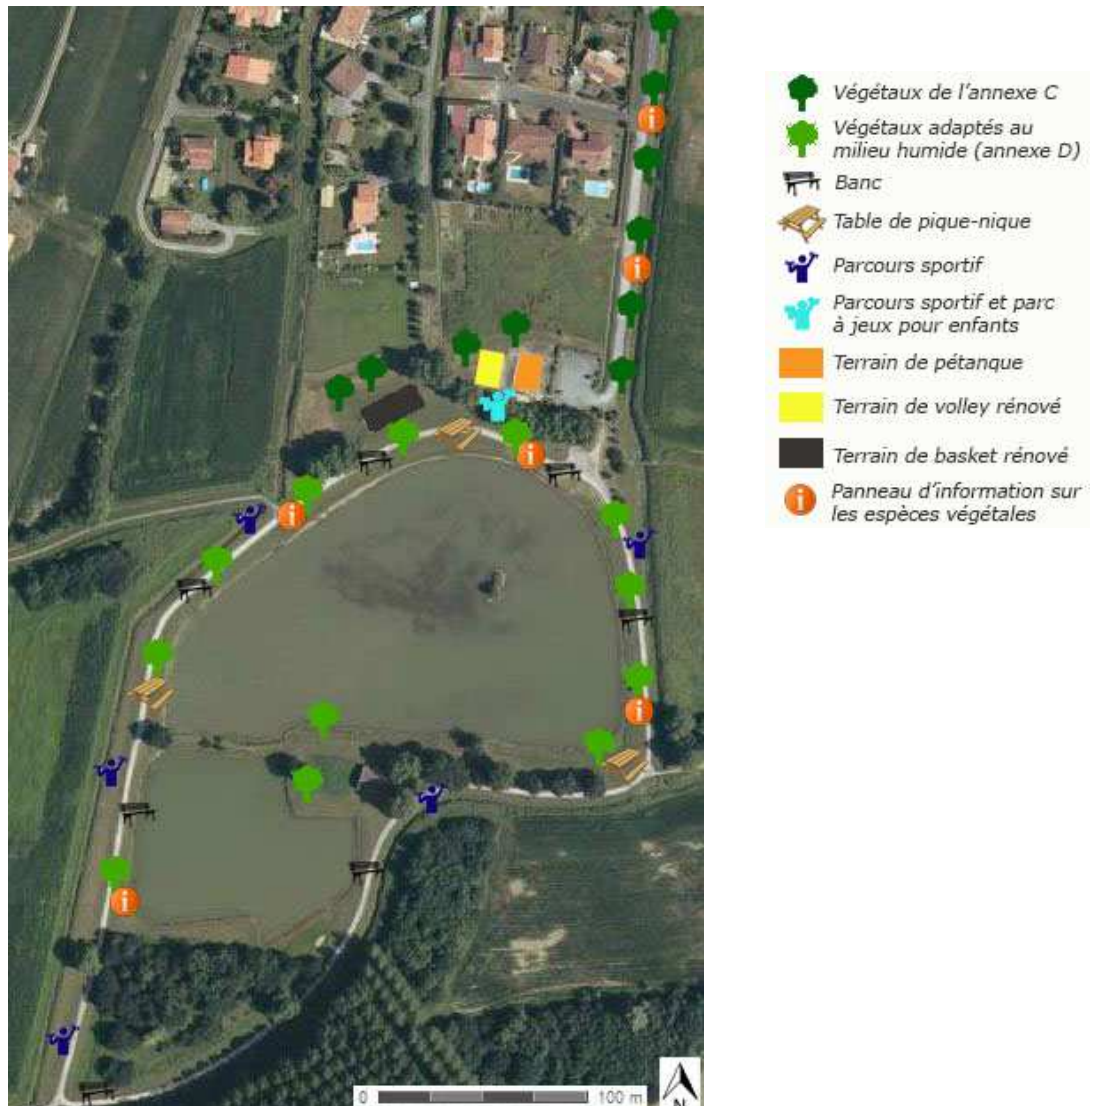 Végétaux de l'annexe C
Végétaux adaptés au
milieu humide (annexe D)
Banc
Table de pique-nique
Parcours sportif
Parcours sportif et parc
à jeux pour enfants
Terrain de pétanque
Terrain de volley rénové
Terrain de basket rénové
Panneau d'information sur
les espèces végétales
0 100 m
N